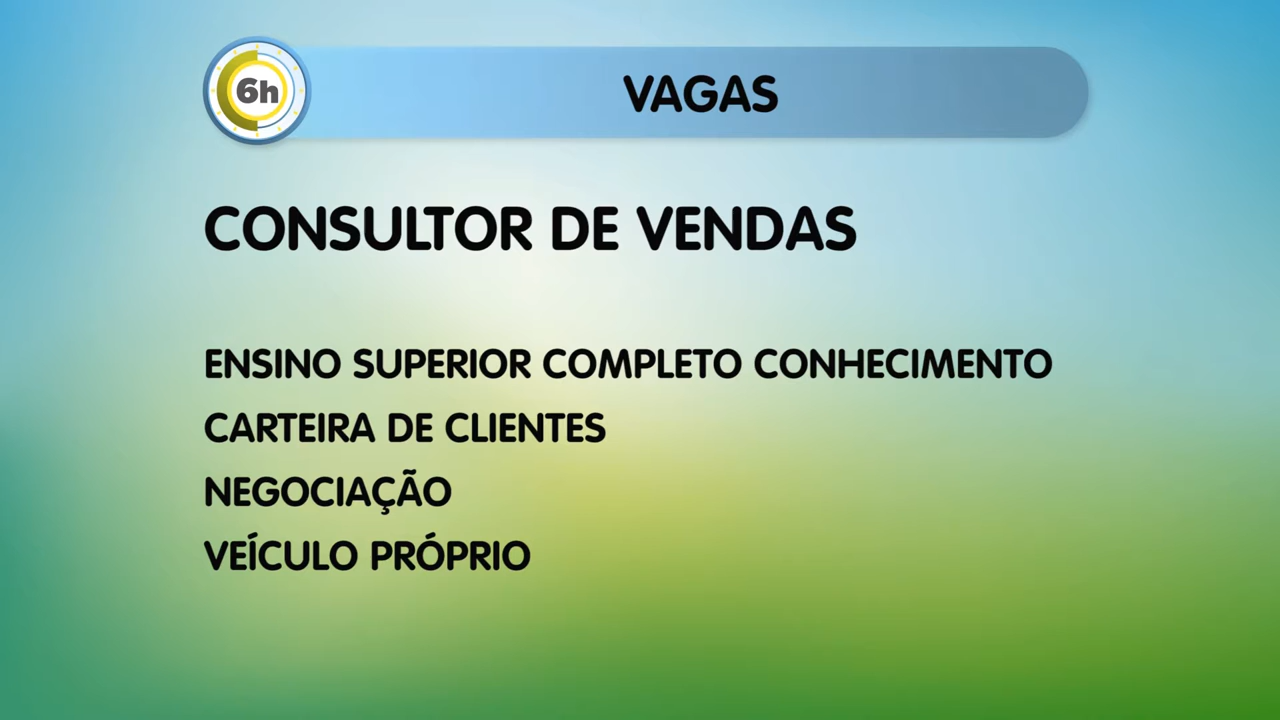 6h
VAGAS
CONSULTOR DE VENDAS
ENSINO SUPERIOR COMPLETO CONHECIMENTO
CARTEIRA DE CLIENTES
NEGOCIAÇÃO
VEÍCULO PRÓPRIO